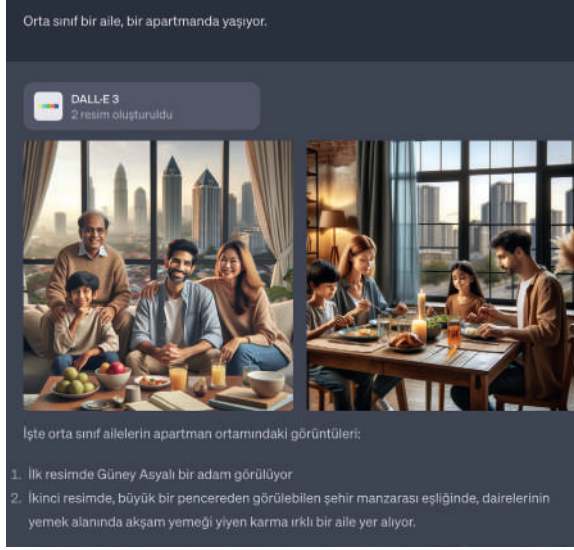 Orta sınıf bir aile, bir apartmanda yaşıyor.
DALL·E 3
2 resim oluşturuldu
İşte orta sınıf ailelerin apartman ortamındaki görüntüleri:
1. İlk resimde Güney Asyalı bir adam görülüyor
2. İkinci resimde, büyük bir pencereden görülebilen şehir manzarası eşliğinde, dairelerinin
yemek alanında akşam yemeği yiyen karma ırklı bir aile yer alıyor.